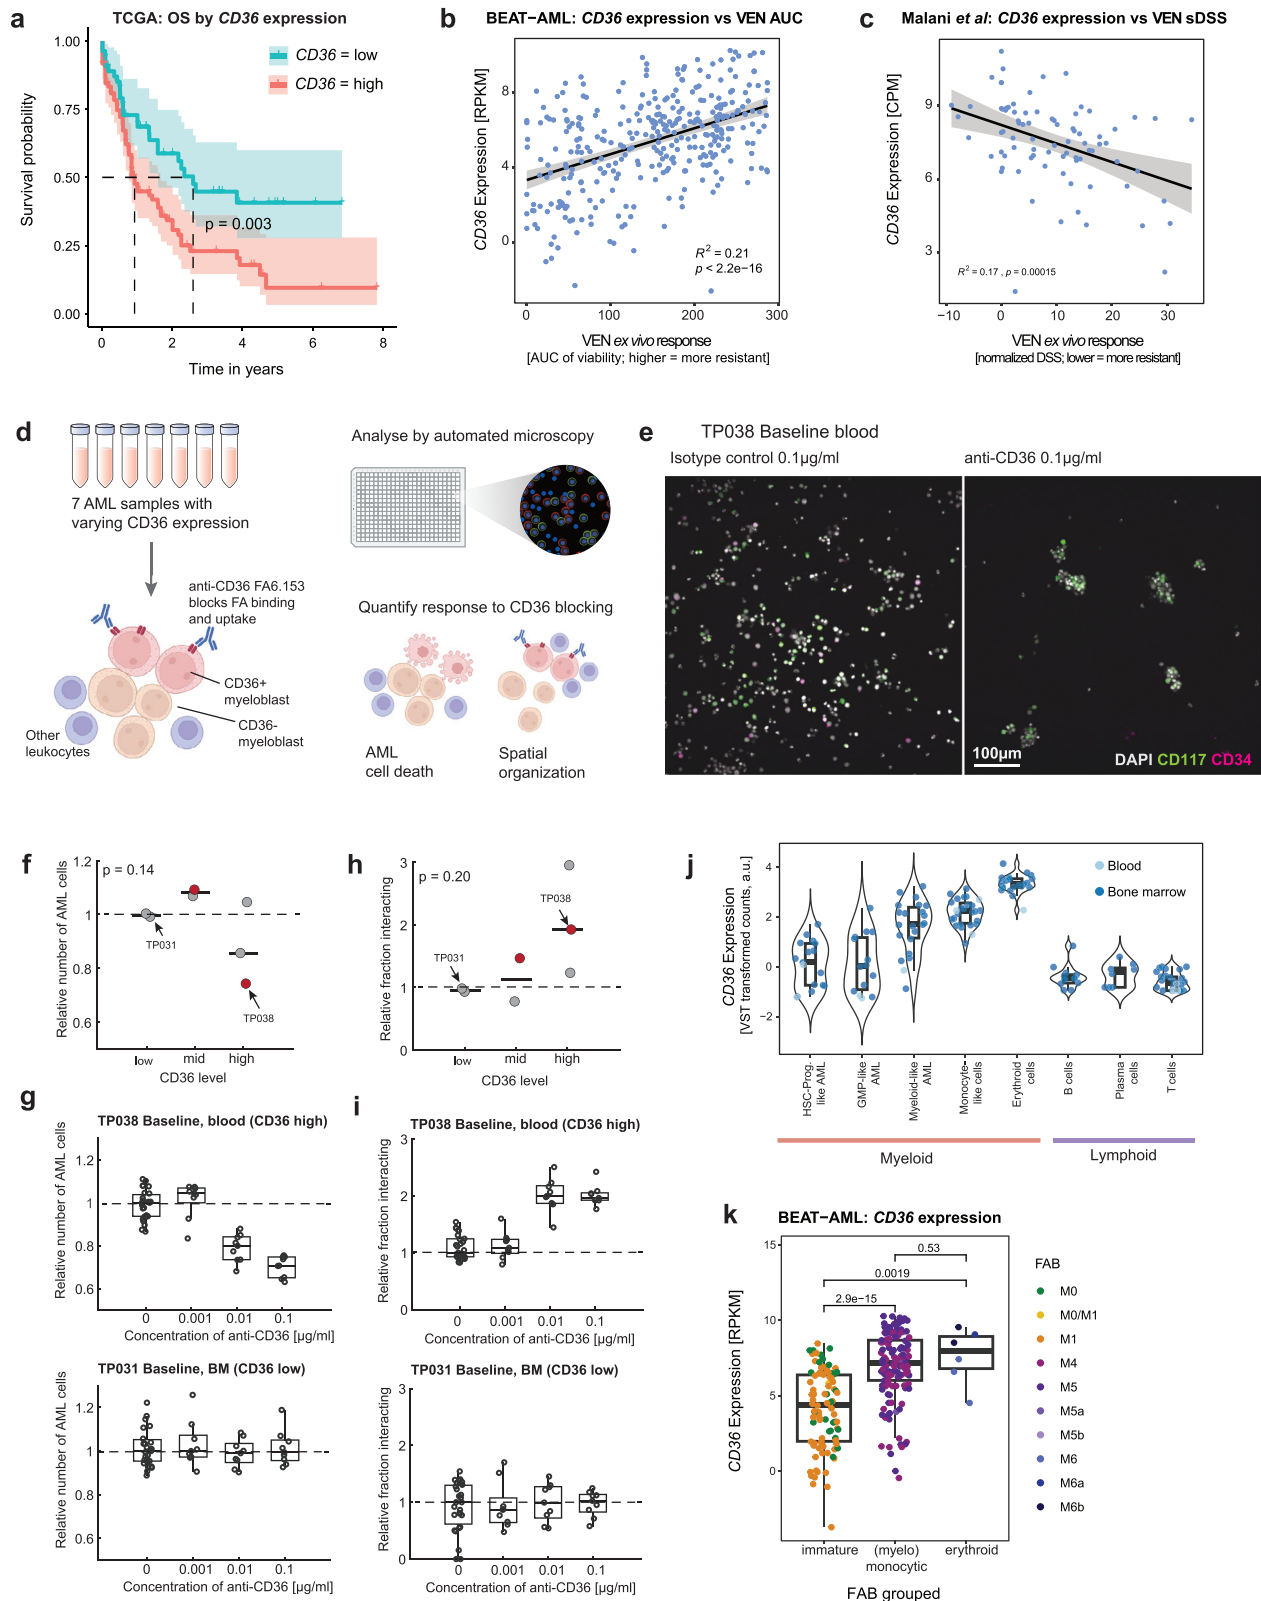 a
TCGA: OS by CD36 expression
CD36 = low
CD36 = high
1.00
0.75
0.50
0.25
0.00
p = 0.003
0 2 4 6 8
Time in years
Survival probability
b
BEAT−AML: CD36 expression vs VEN AUC
CD36 Expression [RPKM]
8
4
0
R² = 0.21
p < 2.2e−16
0 50 100 200 300
VEN ex vivo response
[AUC of viability; higher = more resistant]
c
Malani et al: CD36 expression vs VEN sDSS
CD36 Expression [CPM]
9
6
3
R² = 0.17 , p = 0.00015
−10 0 10 20 30
VEN ex vivo response
[normalized DSS; lower = more resistant]
d
7 AML samples with
varying CD36 expression
anti-CD36 FA6.153
blocks FA binding
and uptake
CD36+
myeloblast
CD36-
myeloblast
Other
leukocytes
Analyse by automated microscopy
Quantify response to CD36 blocking
AML
cell death
Spatial
organization
e
TP038 Baseline blood
Isotype control 0.1µg/ml
anti-CD36 0.1µg/ml
100µm
DAPI CD117 CD34
f
Relative number of AML cells
1.2
1
0.8
0.6
p = 0.14
TP031
TP038
low mid high
CD36 level
h
Relative fraction interacting
3
2
1
0
p = 0.20
TP031
TP038
low mid high
CD36 level
j
CD36 Expression
[VST transformed counts, a.u.]
4
2
0
−2
Blood
Bone marrow
HSC-Prog.
like AML
GMP-like
AML
Myeloid-like
AML
Monocyte-
like cells
Erythroid
cells
B cells
Plasma
cells
T cells
Myeloid
Lymphoid
g
TP038 Baseline, blood (CD36 high)
Relative number of AML cells
1.2
1
0.8
0.6
0 0.001 0.01 0.1
Concentration of anti-CD36 [µg/ml]
TP031 Baseline, BM (CD36 low)
Relative number of AML cells
1.2
1
0.8
0.6
0 0.001 0.01 0.1
Concentration of anti-CD36 [µg/ml]
i
TP038 Baseline, blood (CD36 high)
Relative fraction interacting
3
2
1
0
0 0.001 0.01 0.1
Concentration of anti-CD36 [µg/ml]
TP031 Baseline, BM (CD36 low)
Relative fraction interacting
3
2
1
0
0 0.001 0.01 0.1
Concentration of anti-CD36 [µg/ml]
k
BEAT−AML: CD36 expression
CD36 Expression [RPKM]
15
10
5
0
0.53
0.0019
2.9e−15
immature
(myelo)
monocytic
erythroid
FAB grouped
FAB
M0
M0/M1
M1
M4
M5
M5a
M5b
M6
M6a
M6b